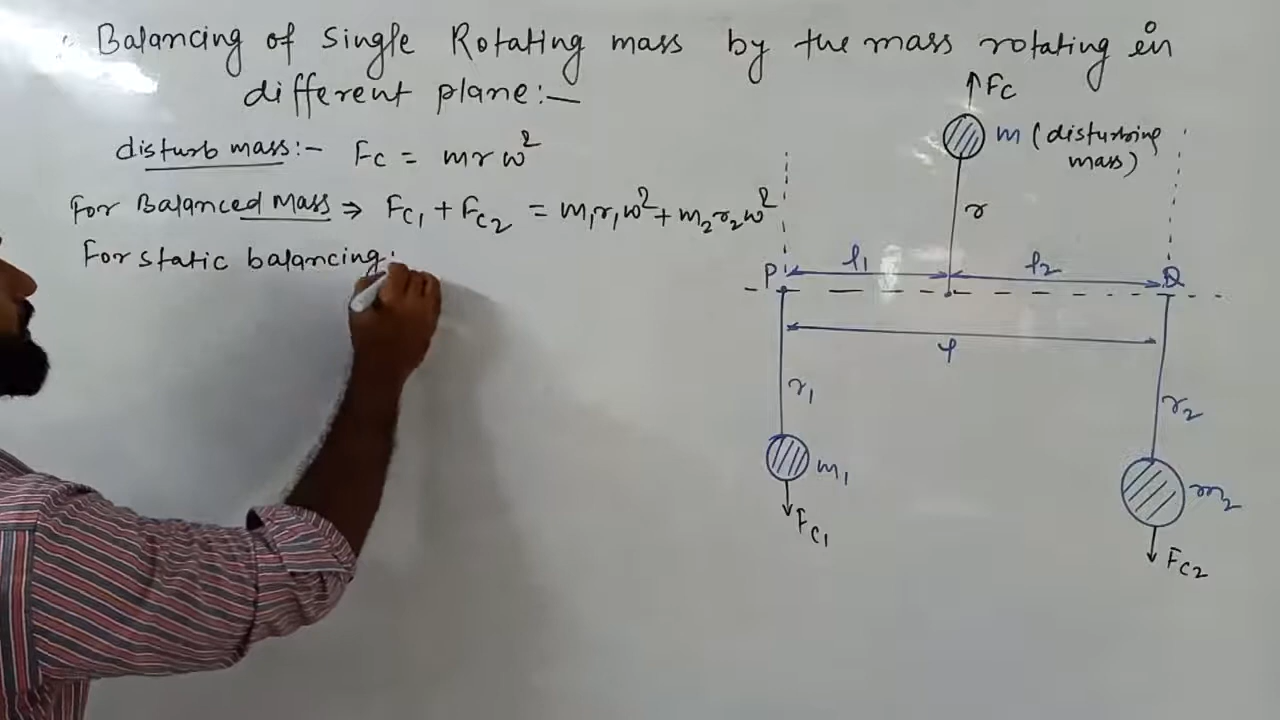 Balancing of Single Rotating mass by the mass rotating in
different plane:—
disturb mass:- Fc = mrω²
For Balanced Mass ⇒ FC₁ + FC₂ = m₁r₁ω² + m₂r₂ω²
For static balancing:
↑Fc
m (disturbing
mass)
r
P
l₁
l₂
Q
l
r₁
r₂
m₁
m₂
FC₁
FC₂